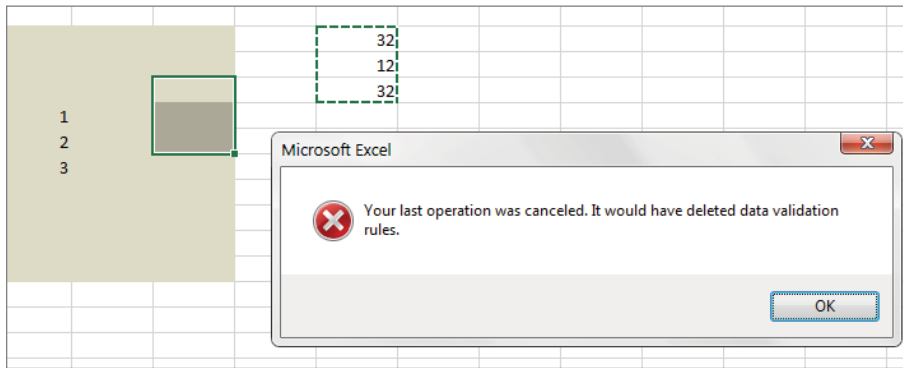 32
12
32
1
2
3
Microsoft Excel
Your last operation was canceled. It would have deleted data validation
rules.
OK